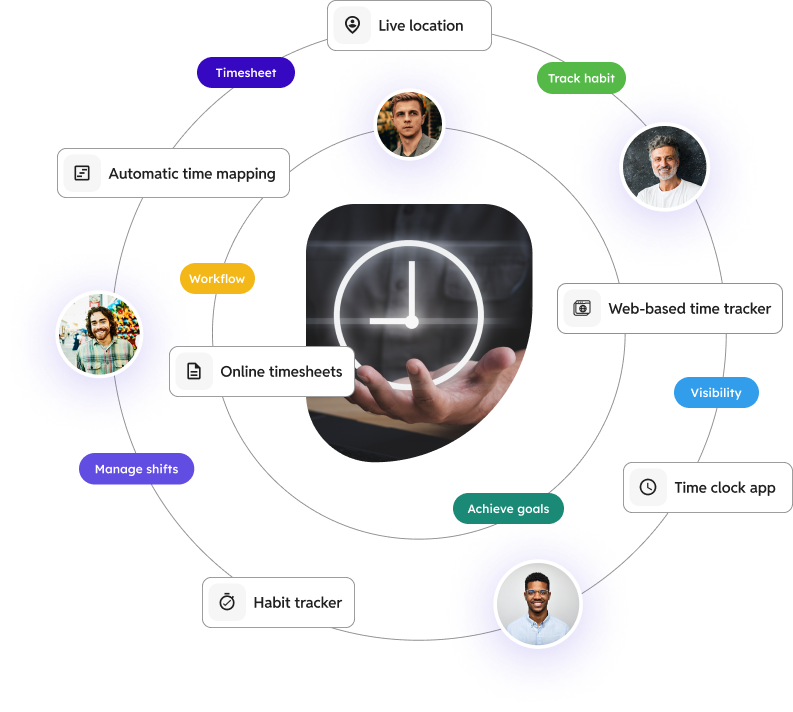 Live location
Timesheet
Track habit
Automatic time mapping
Workflow
Web-based time tracker
Online timesheets
Visibility
Manage shifts
Time clock app
Achieve goals
Habit tracker